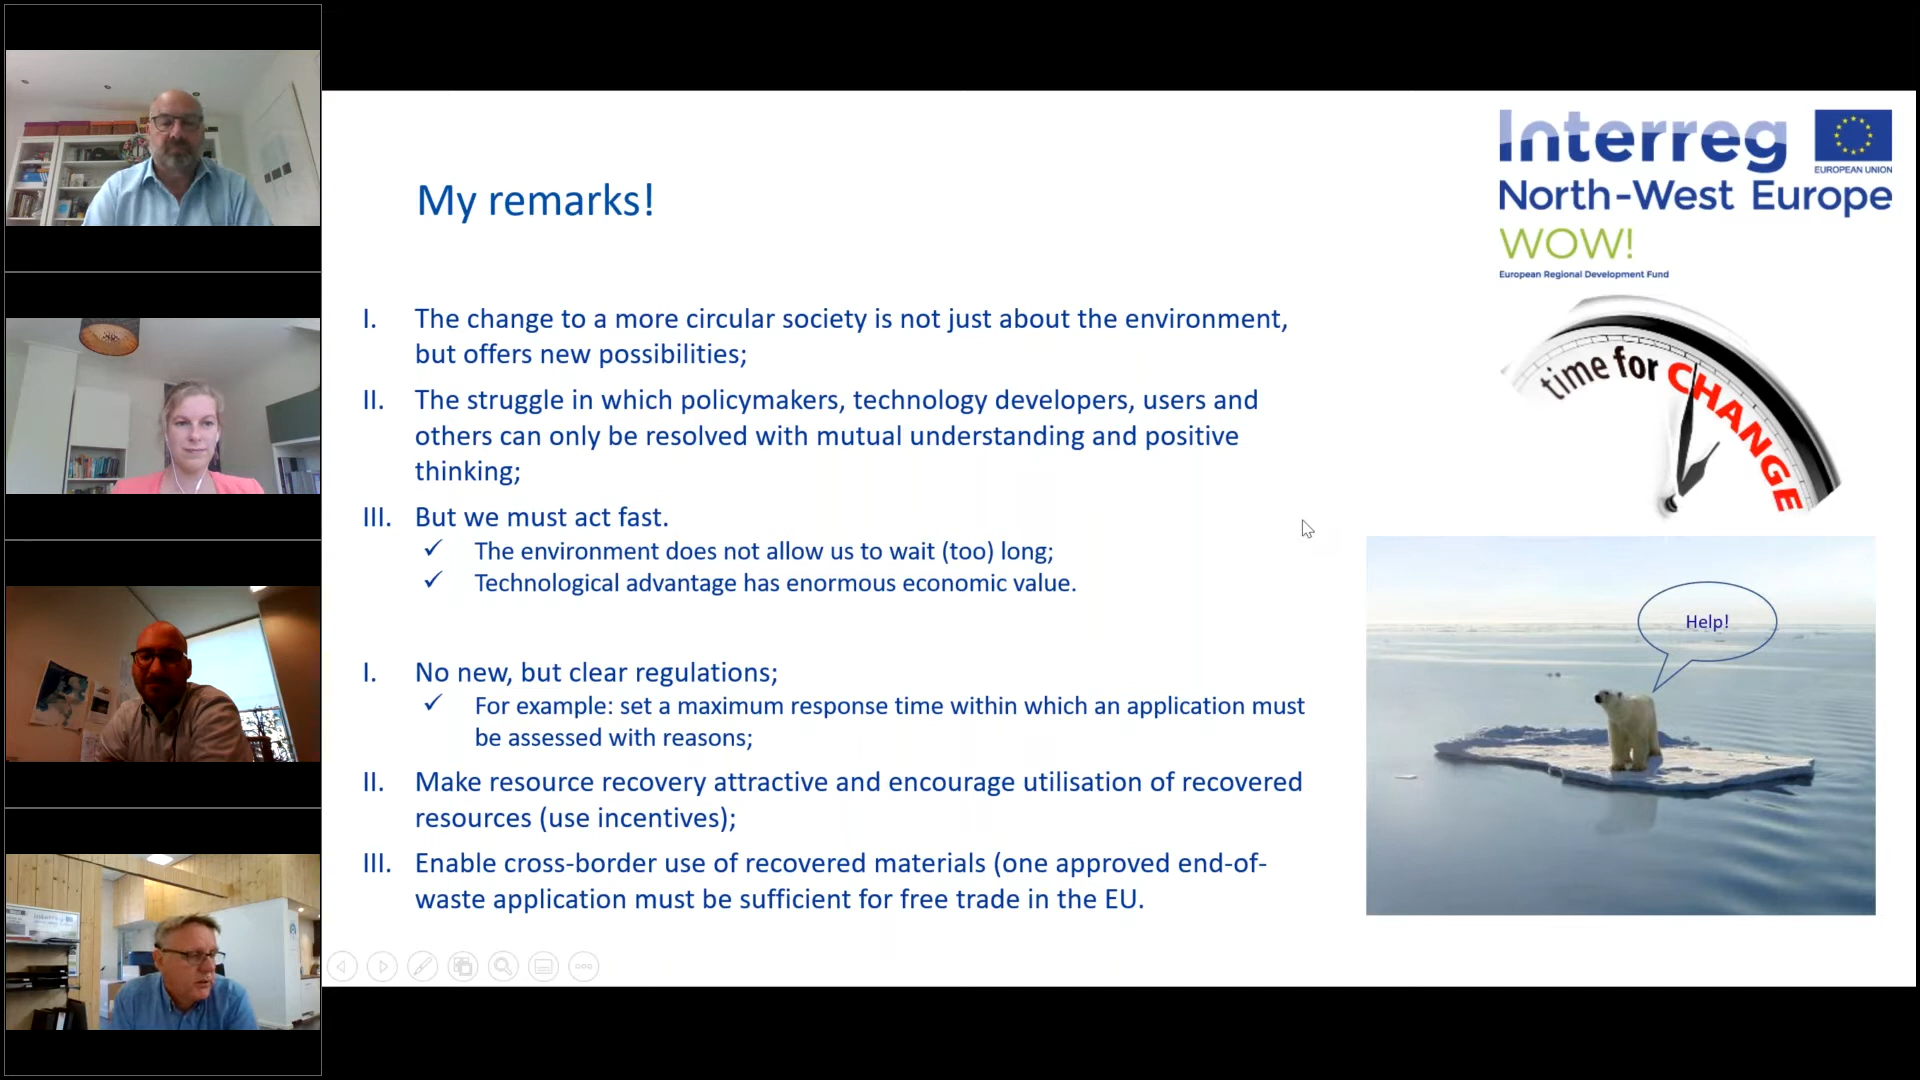 Interreg
EUROPEAN UNION
North-West Europe
WOW!
European Regional Development Fund
My remarks!
I. The change to a more circular society is not just about the environment,
but offers new possibilities;
II. The struggle in which policymakers, technology developers, users and
others can only be resolved with mutual understanding and positive
thinking;
III. But we must act fast.
✓ The environment does not allow us to wait (too) long;
✓ Technological advantage has enormous economic value.
I. No new, but clear regulations;
✓ For example: set a maximum response time within which an application must
be assessed with reasons;
II. Make resource recovery attractive and encourage utilisation of recovered
resources (use incentives);
III. Enable cross-border use of recovered materials (one approved end-of-
waste application must be sufficient for free trade in the EU.
time for CHANGE
Help!